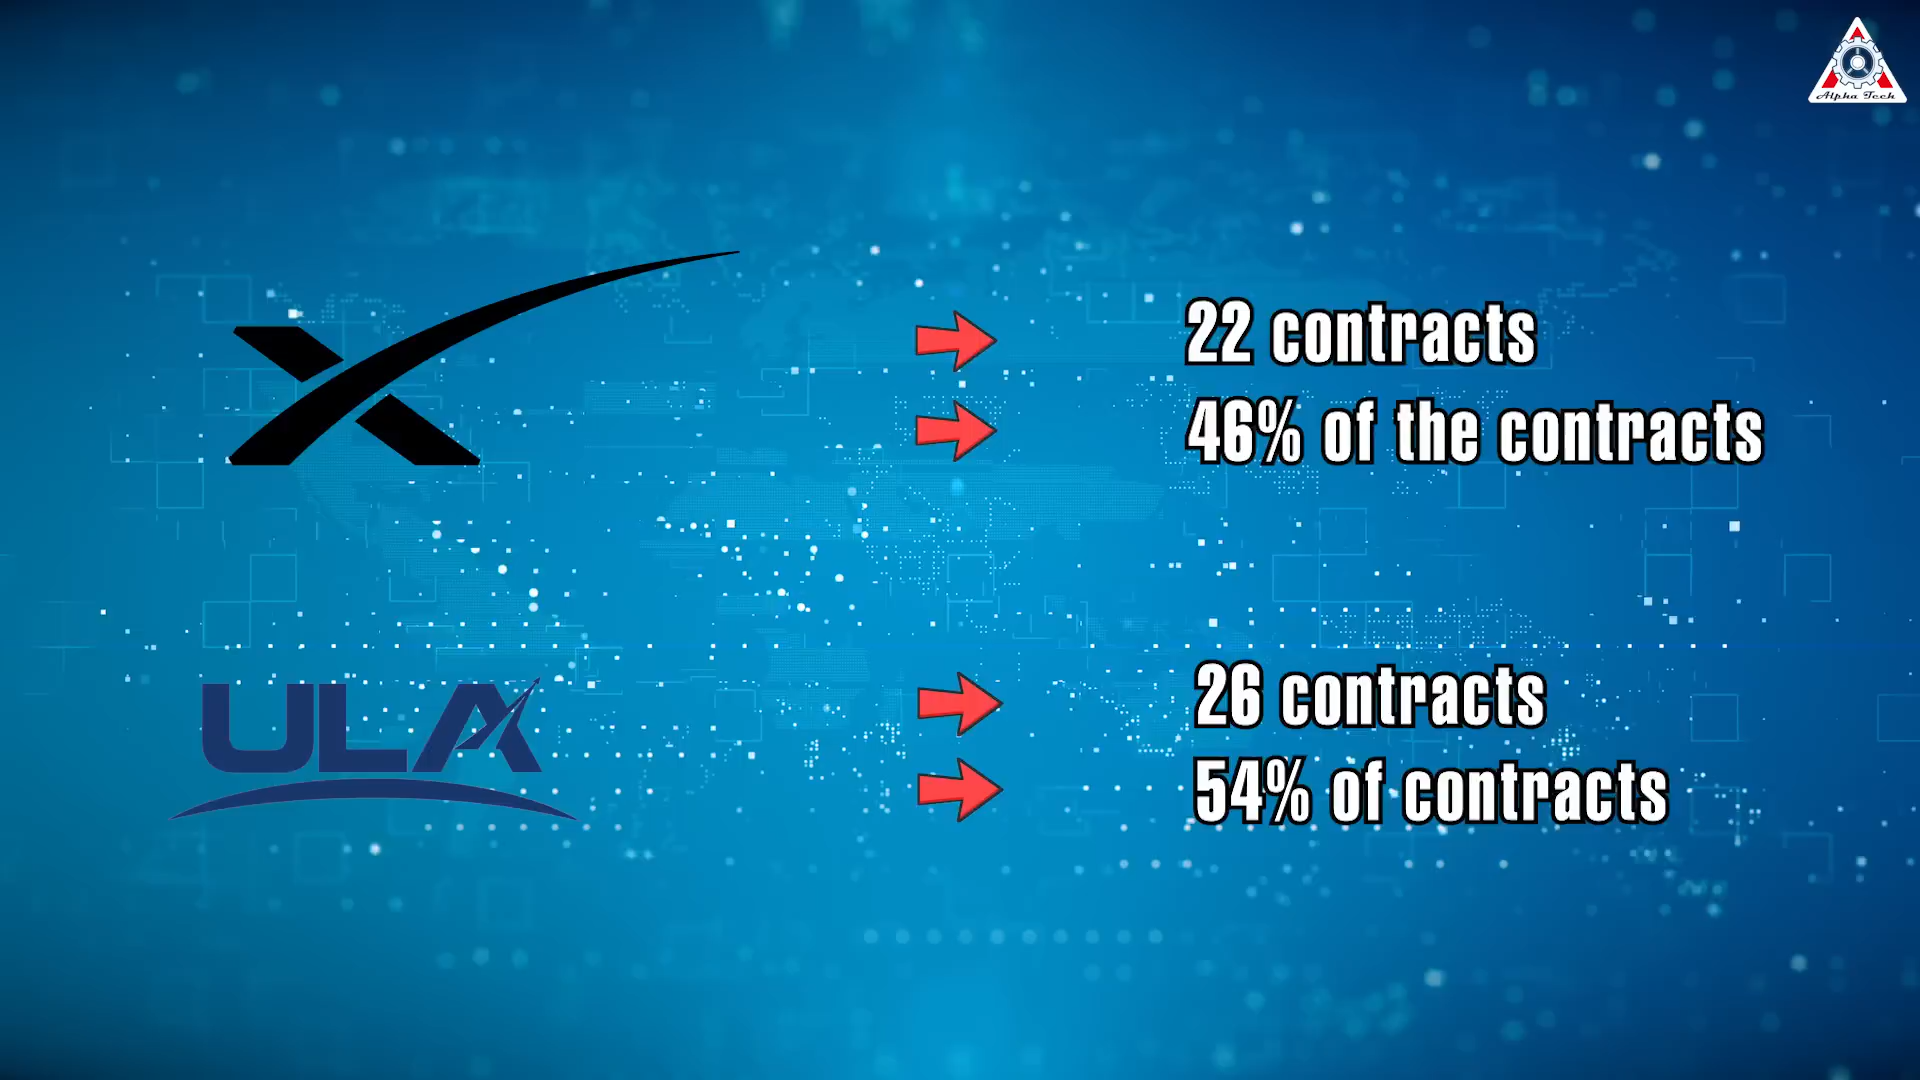 Alpha Tech
22 contracts
46% of the contracts
ULA
26 contracts
54% of contracts